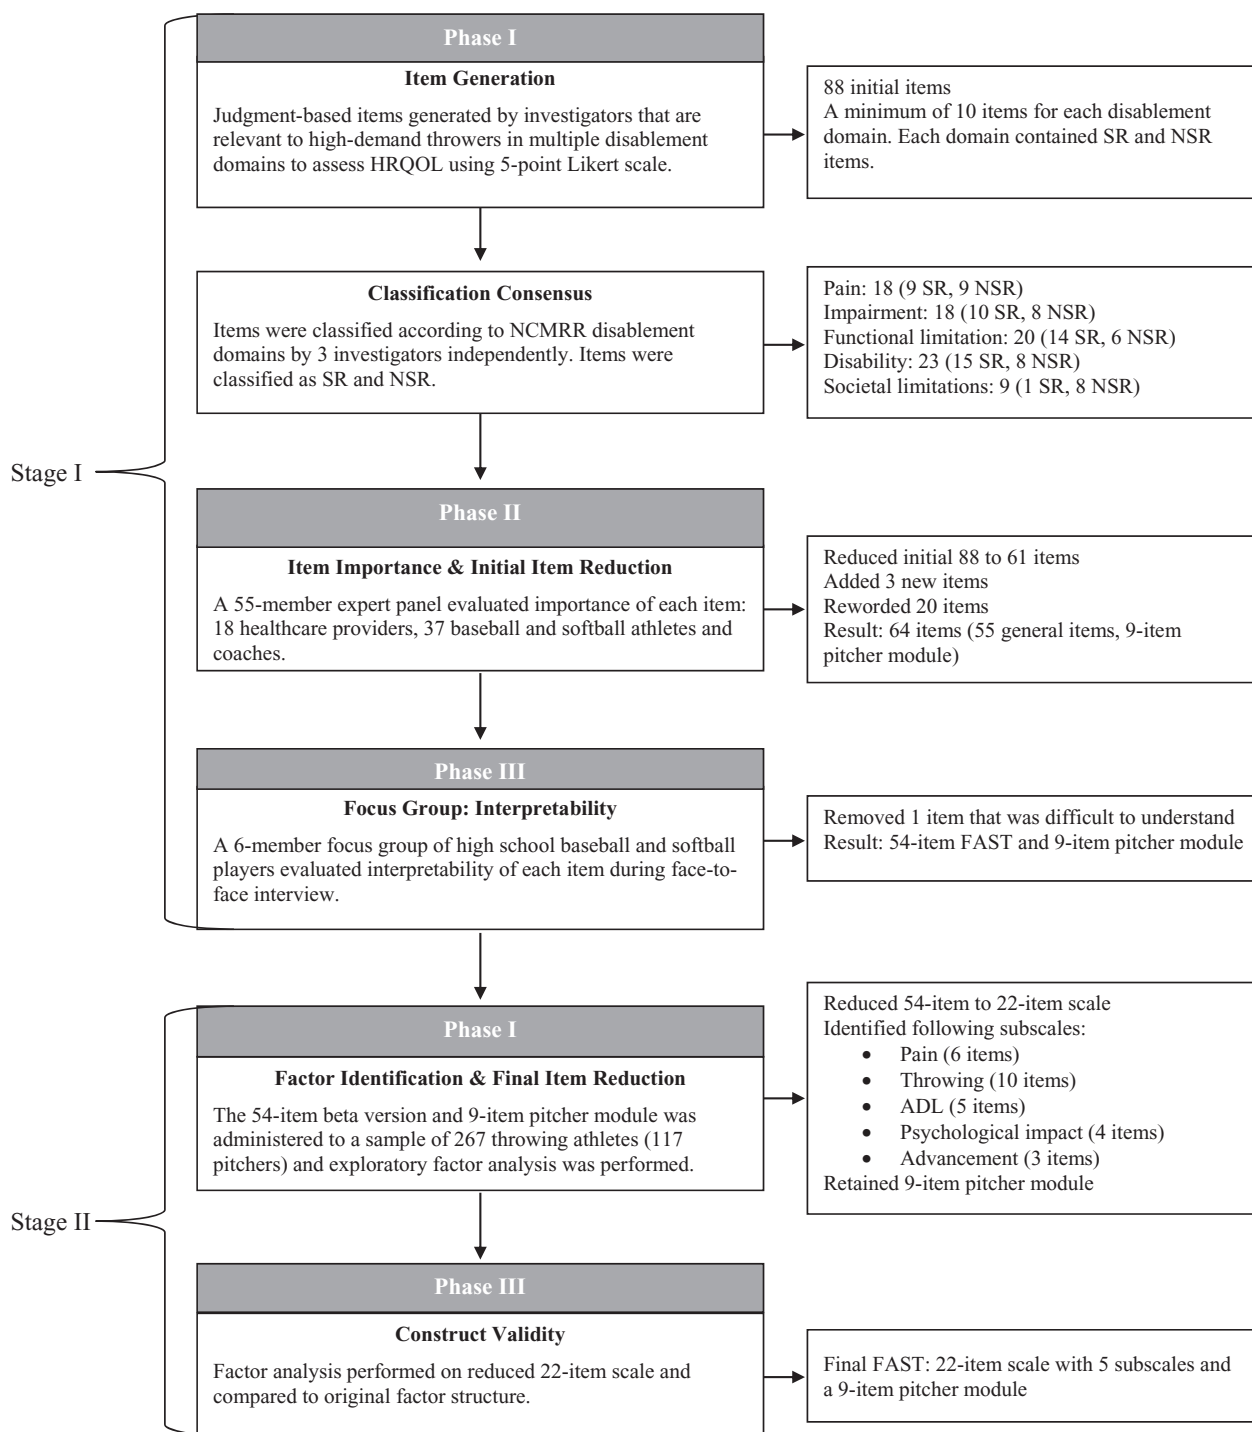 Phase I
Item Generation
Judgment-based items generated by investigators that are
relevant to high-demand throwers in multiple disablement
domains to assess HRQOL using 5-point Likert scale.
88 initial items
A minimum of 10 items for each disablement
domain. Each domain contained SR and NSR
items.
Classification Consensus
Items were classified according to NCMRR disablement
domains by 3 investigators independently. Items were
classified as SR and NSR.
Pain: 18 (9 SR, 9 NSR)
Impairment: 18 (10 SR, 8 NSR)
Functional limitation: 20 (14 SR, 6 NSR)
Disability: 23 (15 SR, 8 NSR)
Societal limitations: 9 (1 SR, 8 NSR)
Stage I
Phase II
Item Importance & Initial Item Reduction
A 55-member expert panel evaluated importance of each item:
18 healthcare providers, 37 baseball and softball athletes and
coaches.
Reduced initial 88 to 61 items
Added 3 new items
Reworded 20 items
Result: 64 items (55 general items, 9-item
pitcher module)
Phase III
Focus Group: Interpretability
A 6-member focus group of high school baseball and softball
players evaluated interpretability of each item during face-to-
face interview.
Removed 1 item that was difficult to understand
Result: 54-item FAST and 9-item pitcher module
Phase I
Factor Identification & Final Item Reduction
The 54-item beta version and 9-item pitcher module was
administered to a sample of 267 throwing athletes (117
pitchers) and exploratory factor analysis was performed.
Reduced 54-item to 22-item scale
Identified following subscales:
• Pain (6 items)
• Throwing (10 items)
• ADL (5 items)
• Psychological impact (4 items)
• Advancement (3 items)
Retained 9-item pitcher module
Stage II
Phase III
Construct Validity
Factor analysis performed on reduced 22-item scale and
compared to original factor structure.
Final FAST: 22-item scale with 5 subscales and
a 9-item pitcher module